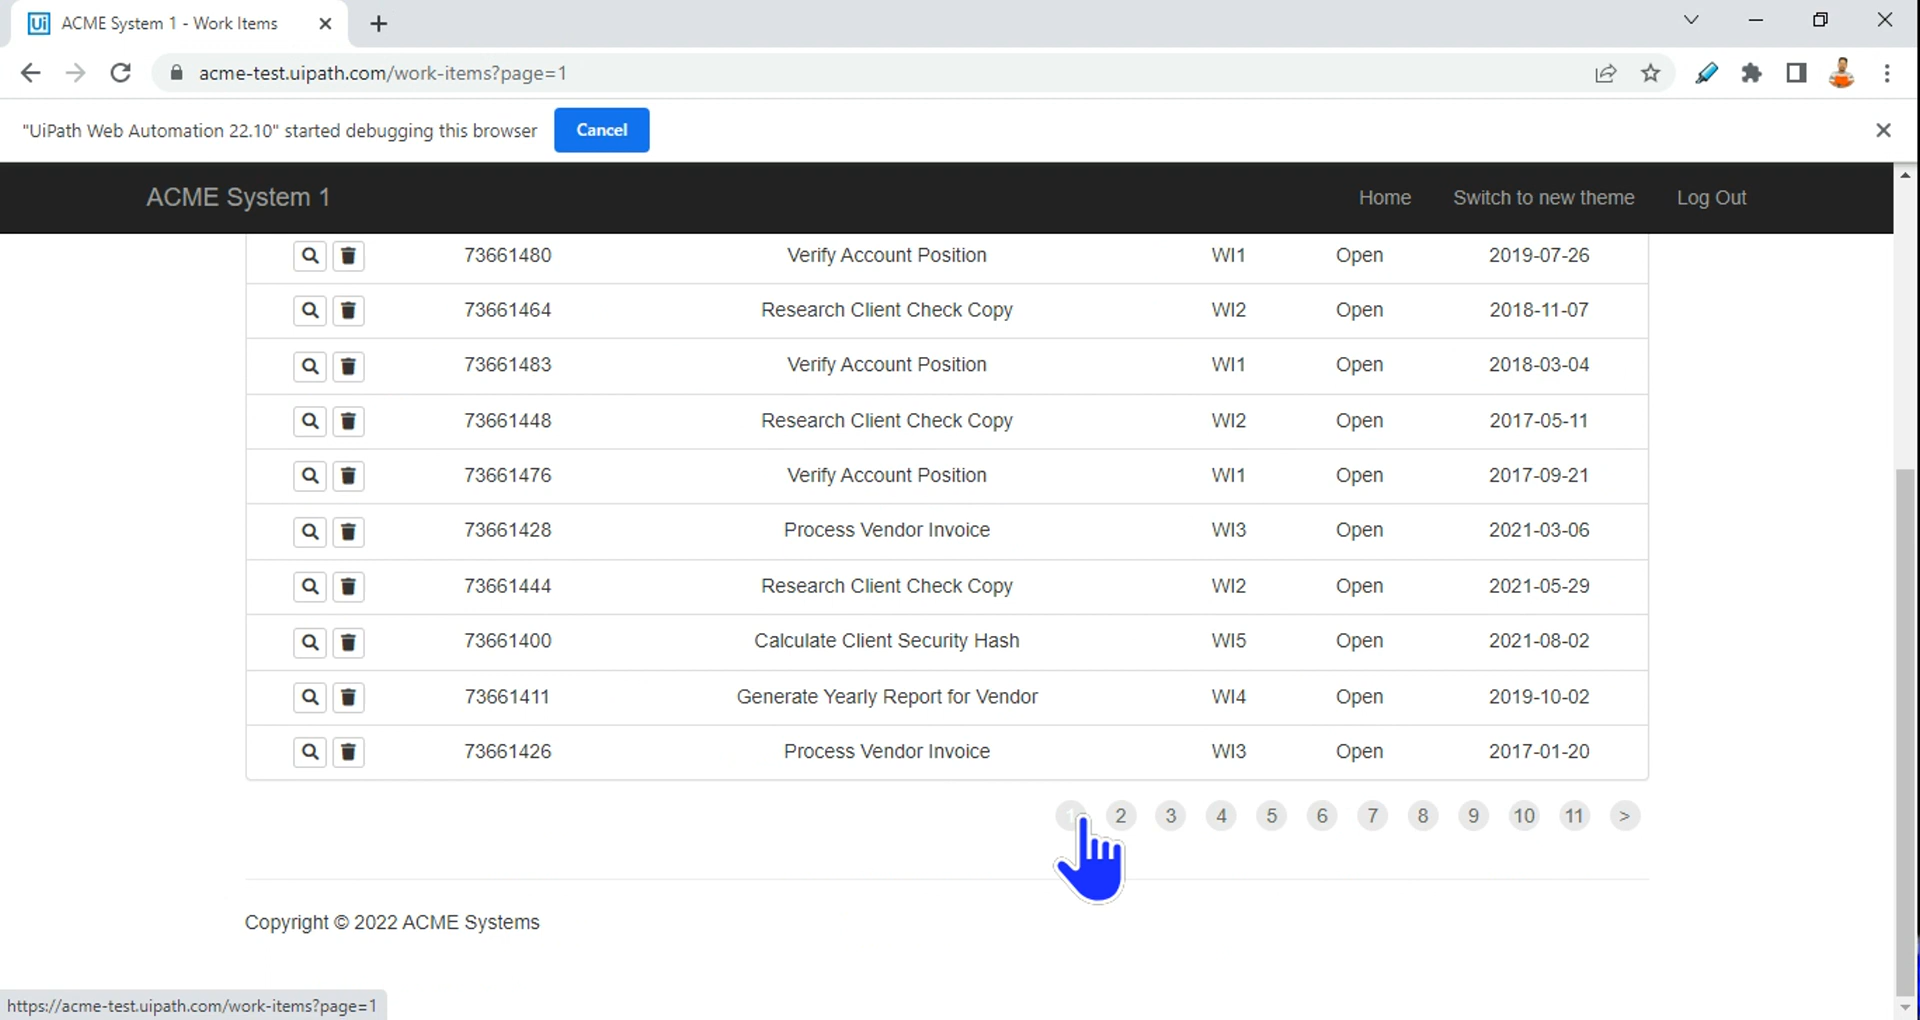 ACME System 1 - Work Items
acme-test.uipath.com/work-items?page=1
"UiPath Web Automation 22.10" started debugging this browser Cancel
ACME System 1 Home Switch to new theme Log Out
73661480 Verify Account Position WI1 Open 2019-07-26
73661464 Research Client Check Copy WI2 Open 2018-11-07
73661483 Verify Account Position WI1 Open 2018-03-04
73661448 Research Client Check Copy WI2 Open 2017-05-11
73661476 Verify Account Position WI1 Open 2017-09-21
73661428 Process Vendor Invoice WI3 Open 2021-03-06
73661444 Research Client Check Copy WI2 Open 2021-05-29
73661400 Calculate Client Security Hash WI5 Open 2021-08-02
73661411 Generate Yearly Report for Vendor WI4 Open 2019-10-02
73661426 Process Vendor Invoice WI3 Open 2017-01-20
1 2 3 4 5 6 7 8 9 10 11 >
Copyright © 2022 ACME Systems
https://acme-test.uipath.com/work-items?page=1